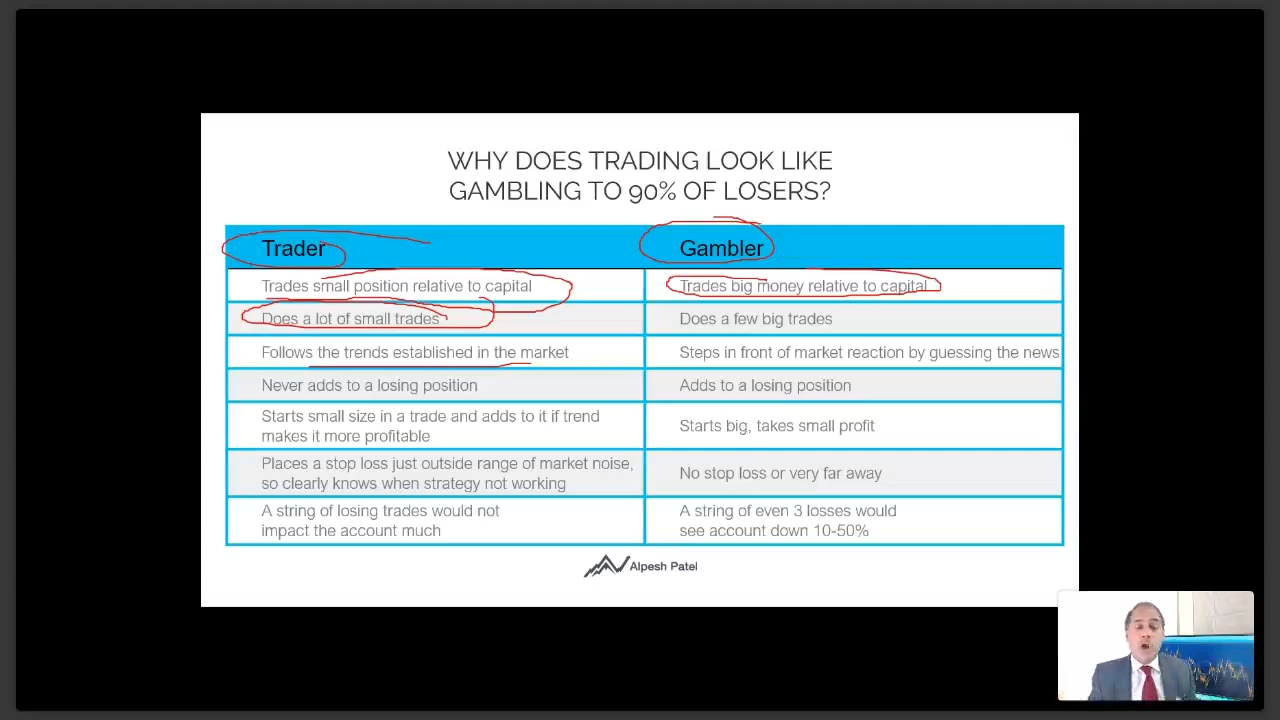 WHY DOES TRADING LOOK LIKE
GAMBLING TO 90% OF LOSERS?
Trader
Gambler
Trades small position relative to capital
Trades big money relative to capital
Does a lot of small trades
Does a few big trades
Follows the trends established in the market
Steps in front of market reaction by guessing the news
Never adds to a losing position
Adds to a losing position
Starts small size in a trade and adds to it if trend
makes it more profitable
Starts big, takes small profit
Places a stop loss just outside range of market noise,
so clearly knows when strategy not working
No stop loss or very far away
A string of losing trades would not
impact the account much
A string of even 3 losses would
see account down 10-50%
Alpesh Patel